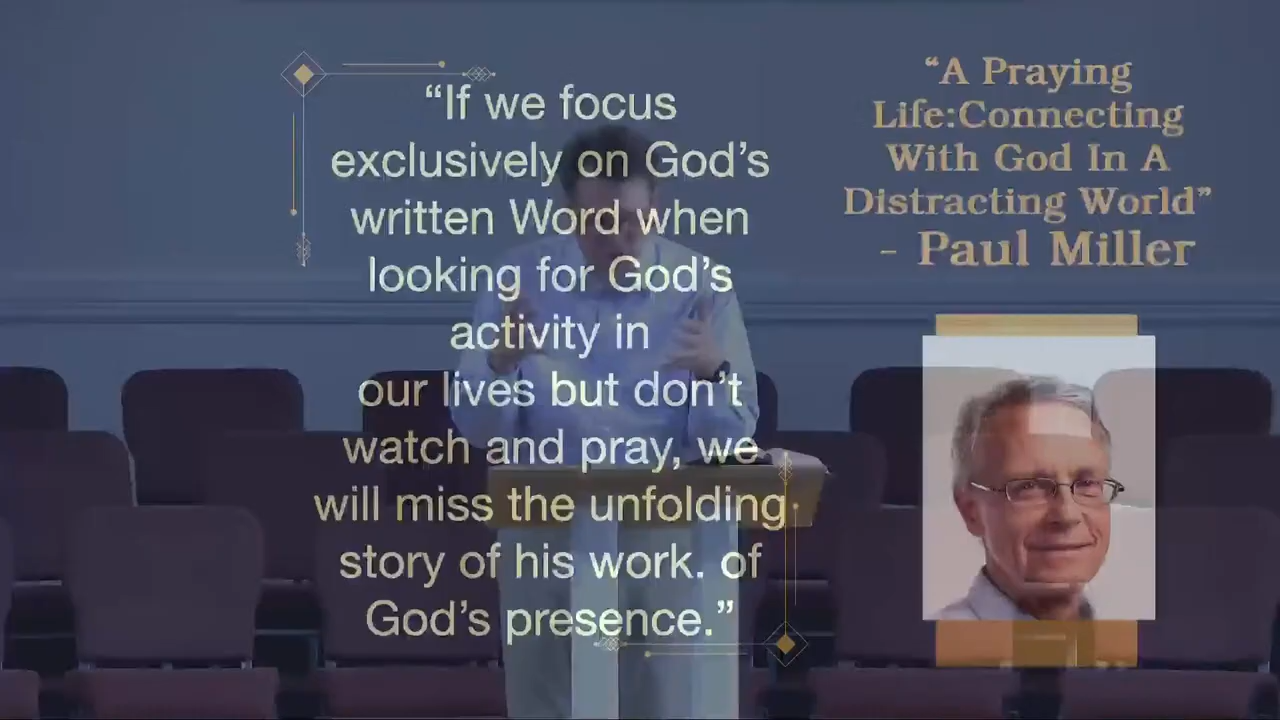 “If we focus
exclusively on God’s
written Word when
looking for God’s
activity in
our lives but don’t
watch and pray, we
will miss the unfolding
story of his work. of
God’s presence.”
“A Praying
Life:Connecting
With God In A
Distracting World”
- Paul Miller